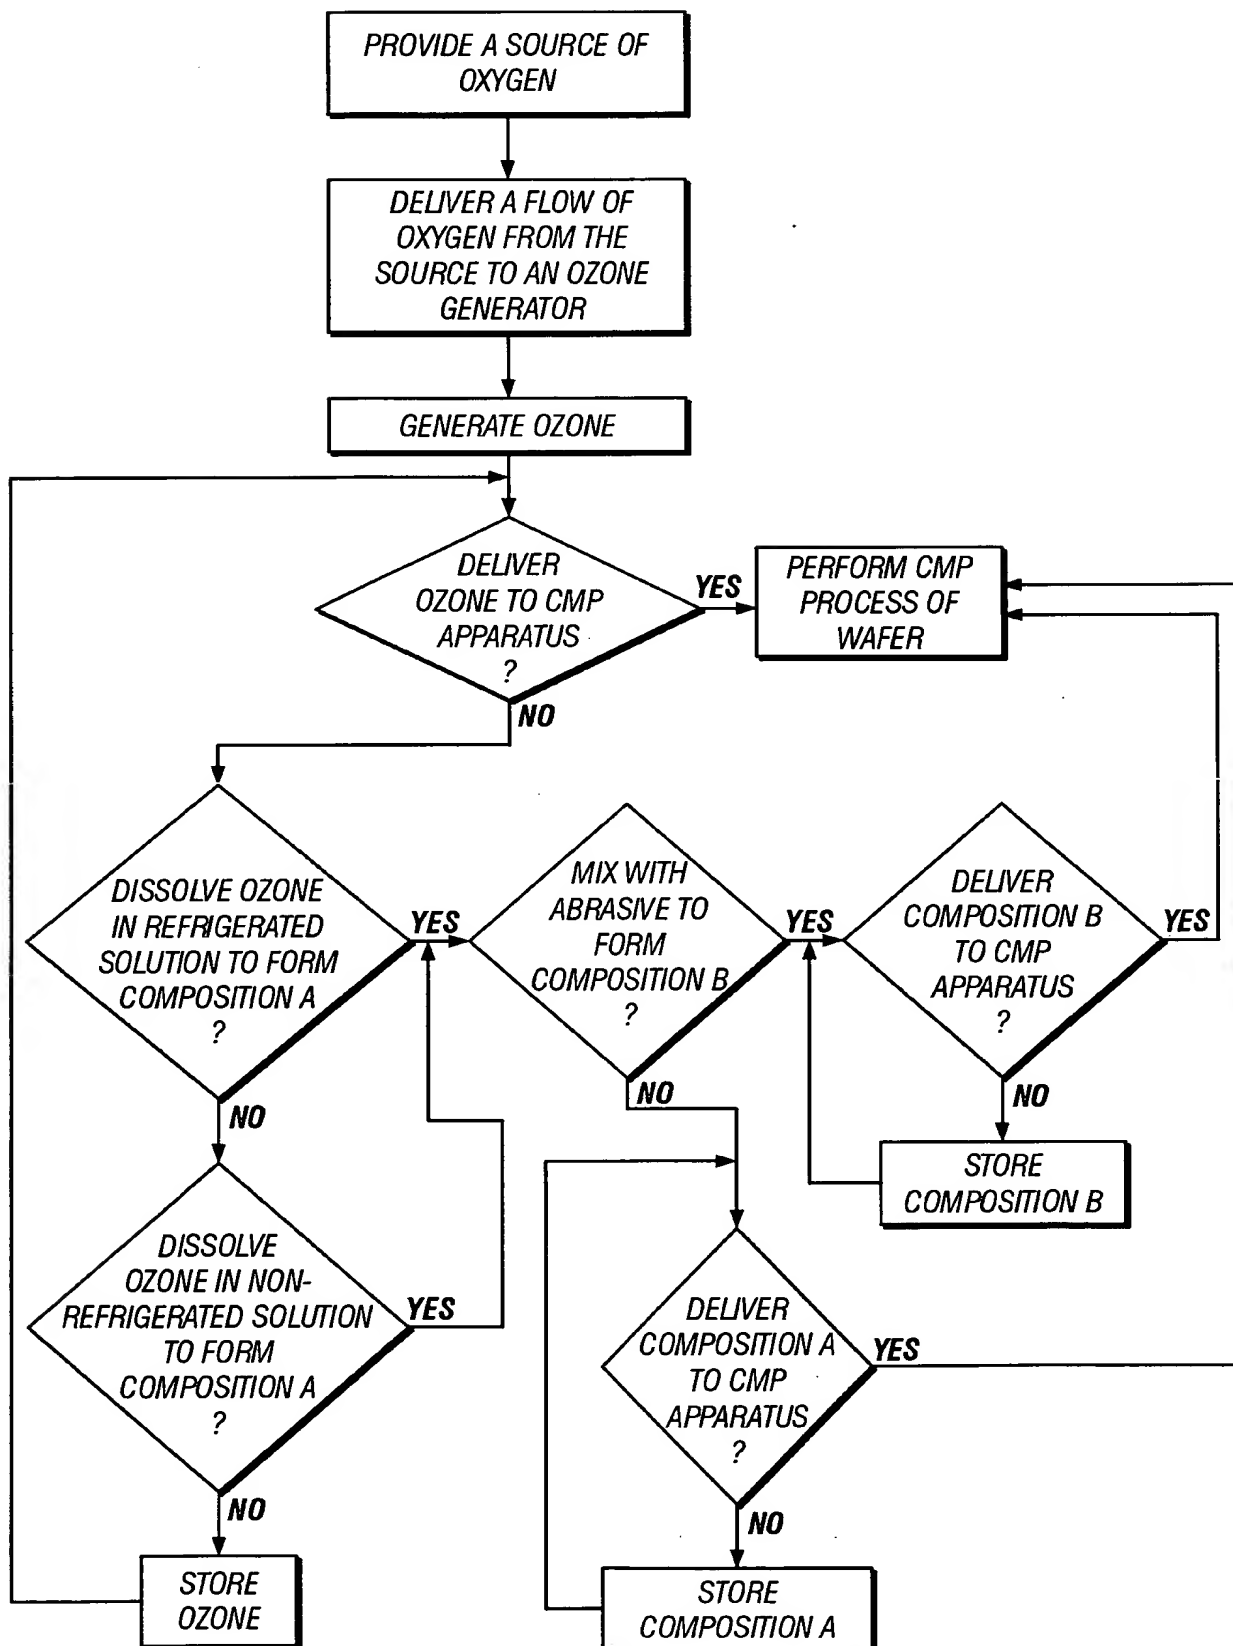 PROVIDE A SOURCE OF
OXYGEN
DELIVER A FLOW OF
OXYGEN FROM THE
SOURCE TO AN OZONE
GENERATOR
GENERATE OZONE
DELIVER
OZONE TO CMP
APPARATUS
?
YES
NO
PERFORM CMP
PROCESS OF
WAFER
DISSOLVE OZONE
IN REFRIGERATED
SOLUTION TO FORM
COMPOSITION A
?
YES
NO
MIX WITH
ABRASIVE TO
FORM
COMPOSITION B
?
YES
NO
DELIVER
COMPOSITION B
TO CMP
APPARATUS
?
YES
NO
STORE
COMPOSITION B
DISSOLVE
OZONE IN NON-
REFRIGERATED SOLUTION
TO FORM
COMPOSITION A
?
YES
NO
DELIVER
COMPOSITION A
TO CMP
APPARATUS
?
YES
NO
STORE
OZONE
STORE
COMPOSITION A